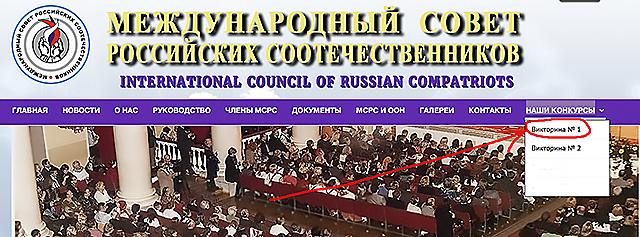 МЕЖДУНАРОДНЫЙ СОВЕТ
РОССИЙСКИХ СООТЕЧЕСТВЕННИКОВ
INTERNATIONAL COUNCIL OF RUSSIAN COMPATRIOTS
МЕЖДУНАРОДНЫЙ СОВЕТ РОССИЙСКИХ СООТЕЧЕСТВЕННИКОВ
ГЛАВНАЯ НОВОСТИ О НАС РУКОВОДСТВО ЧЛЕНЫ МСРС ДОКУМЕНТЫ МСРС И ООН ГАЛЕРЕИ КОНТАКТЫ НАШИ КОНКУРСЫ
Викторина № 1
Викторина № 2